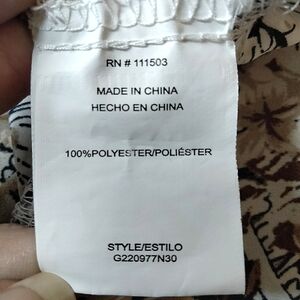 RN # 111503
MADE IN CHINA
HECHO EN CHINA
100%POLYESTER/POLIÉSTER
STYLE/ESTILO
G220977N30